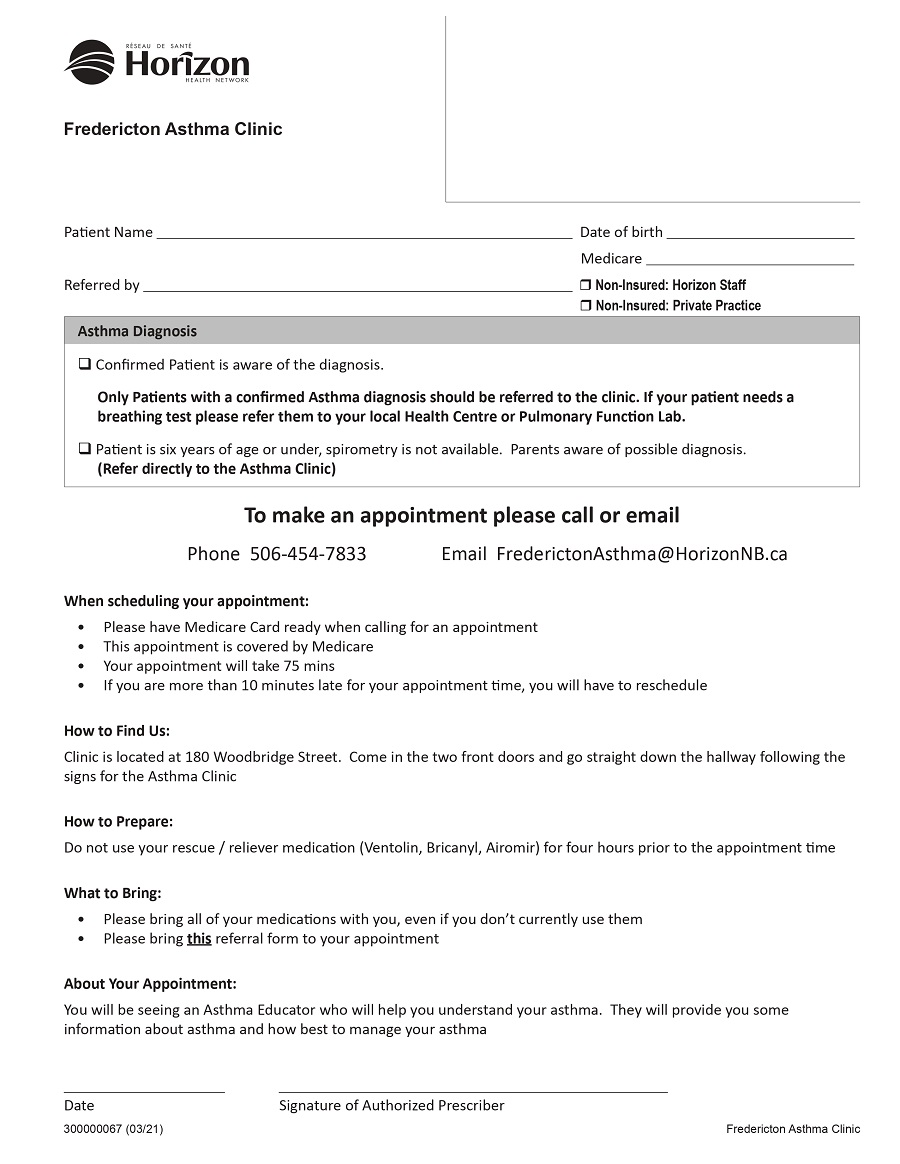 RÉSEAU DE SANTÉ
Horizon
HEALTH NETWORK
Fredericton Asthma Clinic
Patient Name
Date of birth
Medicare
Referred by
❒ Non-Insured: Horizon Staff
❒ Non-Insured: Private Practice
Asthma Diagnosis
❑ Confirmed Patient is aware of the diagnosis.
Only Patients with a confirmed Asthma diagnosis should be referred to the clinic. If your patient needs a
breathing test please refer them to your local Health Centre or Pulmonary Function Lab.
❑ Patient is six years of age or under, spirometry is not available.  Parents aware of possible diagnosis.
(Refer directly to the Asthma Clinic)
To make an appointment please call or email
Phone 506-454-7833 Email FrederictonAsthma@HorizonNB.ca
When scheduling your appointment:
• Please have Medicare Card ready when calling for an appointment
• This appointment is covered by Medicare
• Your appointment will take 75 mins
• If you are more than 10 minutes late for your appointment time, you will have to reschedule
How to Find Us:
Clinic is located at 180 Woodbridge Street.  Come in the two front doors and go straight down the hallway following the
signs for the Asthma Clinic
How to Prepare:
Do not use your rescue / reliever medication (Ventolin, Bricanyl, Airomir) for four hours prior to the appointment time
What to Bring:
• Please bring all of your medications with you, even if you don’t currently use them
• Please bring this referral form to your appointment
About Your Appointment:
You will be seeing an Asthma Educator who will help you understand your asthma.  They will provide you some
information about asthma and how best to manage your asthma
Date
Signature of Authorized Prescriber
300000067 (03/21)
Fredericton Asthma Clinic